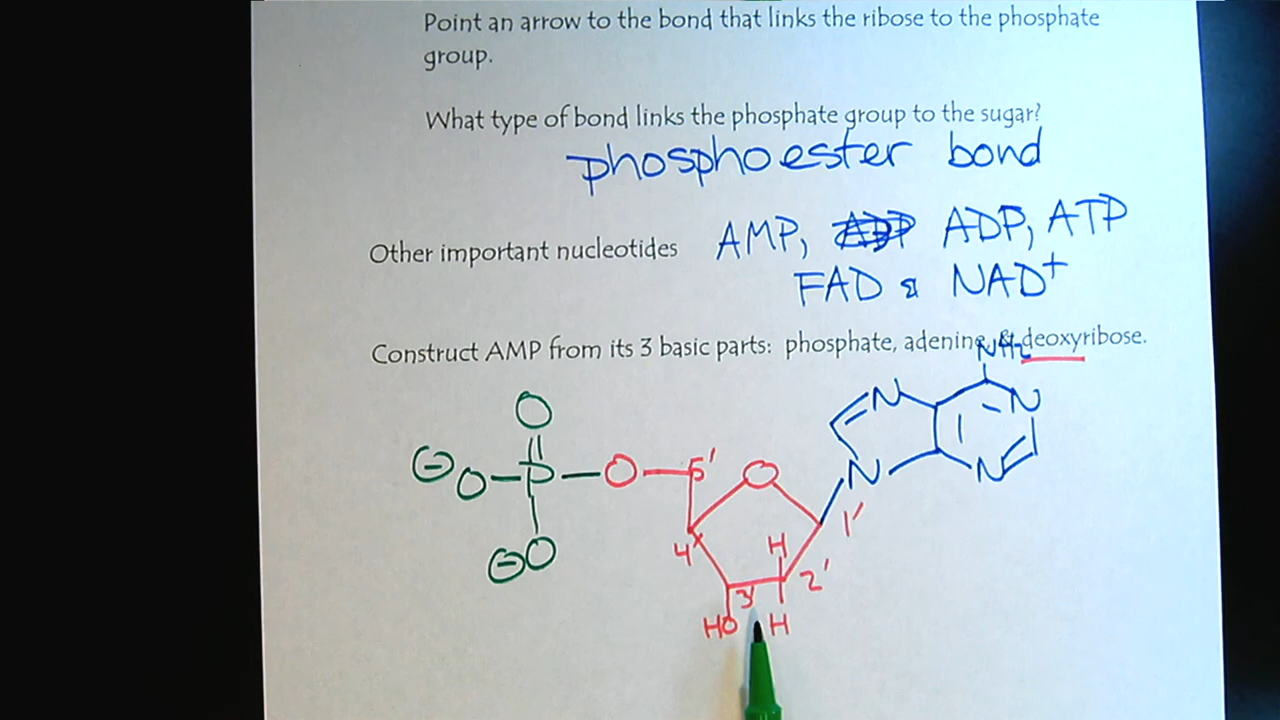 Point an arrow to the bond that links the ribose to the phosphate
group.
What type of bond links the phosphate group to the sugar?
phosphoester bond
Other important nucleotides AMP, ADP, ATP
FAD & NAD+
Construct AMP from its 3 basic parts: phosphate, adenine, & deoxyribose.
NH2
O N N
⊖ O P O 5' O N N
4' H 1'
⊖ O 3' 2'
HO H